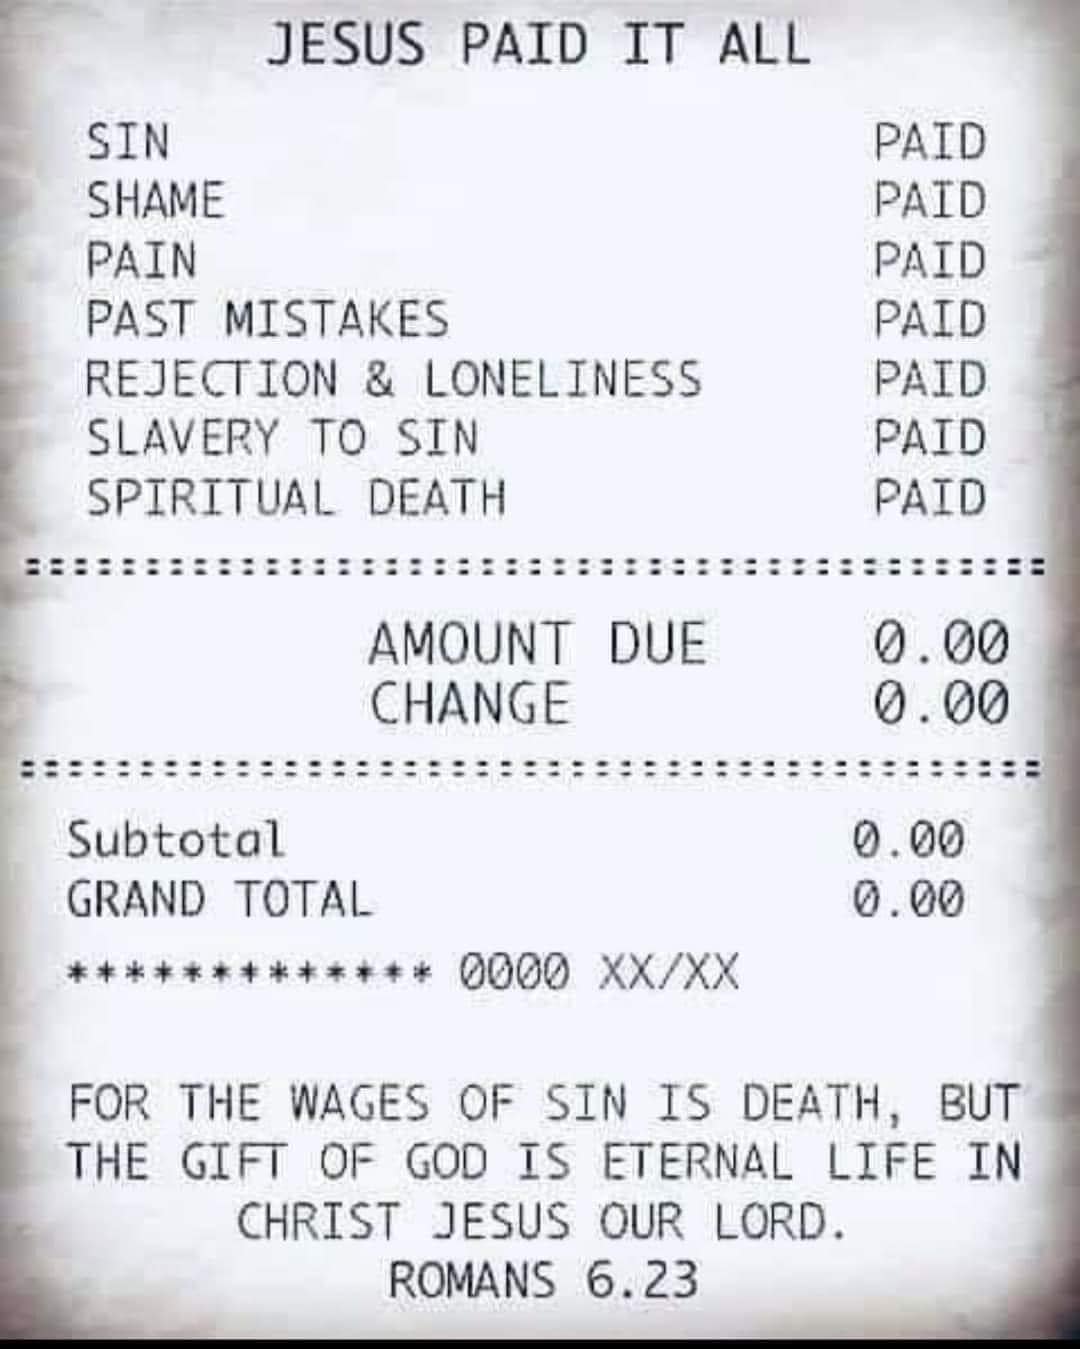 JESUS PAID IT ALL
SIN PAID
SHAME PAID
PAIN PAID
PAST MISTAKES PAID
REJECTION & LONELINESS PAID
SLAVERY TO SIN PAID
SPIRITUAL DEATH PAID
AMOUNT DUE 0.00
CHANGE 0.00
Subtotal 0.00
GRAND TOTAL 0.00
************* 0000 XX/XX
FOR THE WAGES OF SIN IS DEATH, BUT
THE GIFT OF GOD IS ETERNAL LIFE IN
CHRIST JESUS OUR LORD.
ROMANS 6.23